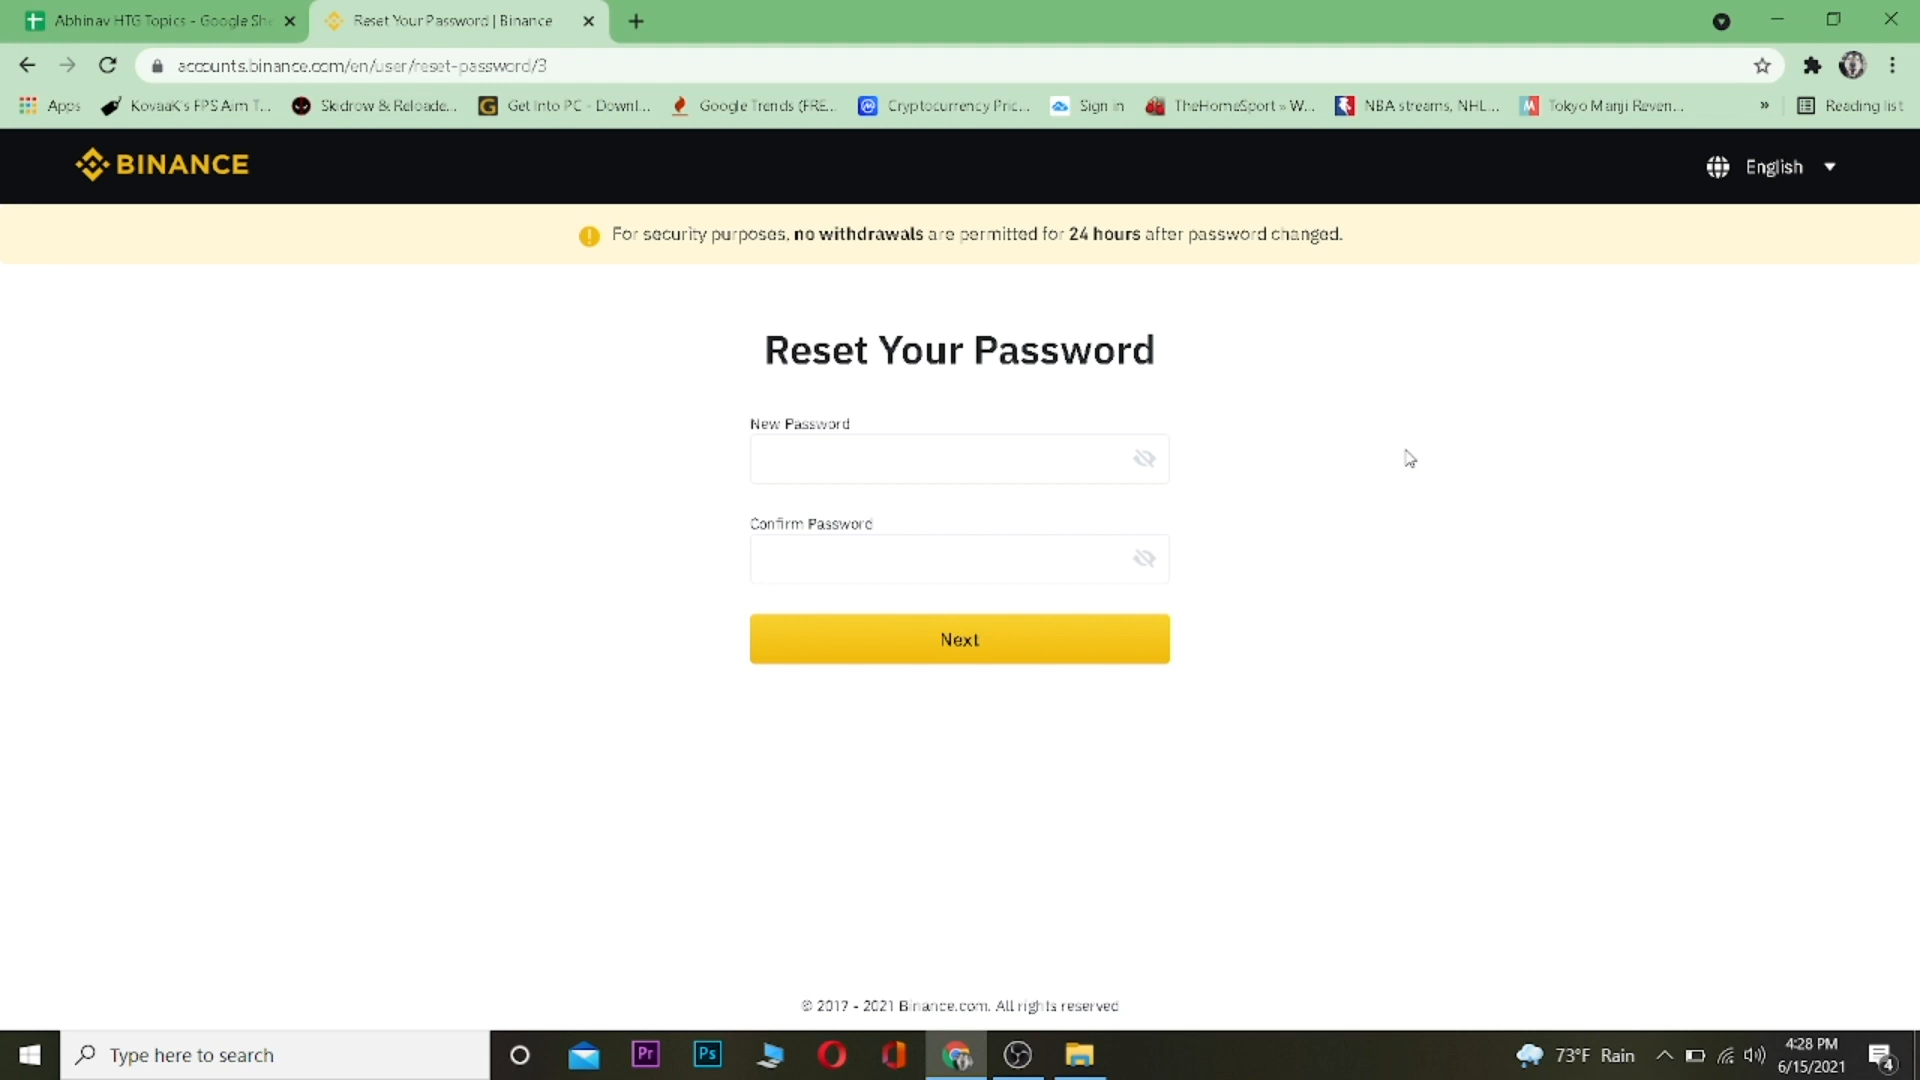 Abhinav HTG Topics - Google She
Reset Your Password | Binance
accounts.binance.com/en/user/reset-password/3
Apps
KovaaK's FPS Aim T...
Skidrow & Reloade...
Get Into PC - Downl...
Google Trends (FRE...
Cryptocurrency Pric...
Sign in
TheHomeSport » W...
NBA streams, NHL...
Tokyo Manji Reven...
»
Reading list
BINANCE
English
For security purposes, no withdrawals are permitted for 24 hours after password changed.
Reset Your Password
New Password
Confirm Password
Next
© 2017 - 2021 Binance.com. All rights reserved
Type here to search
Pr
Ps
73°F Rain
4:28 PM
6/15/2021
4